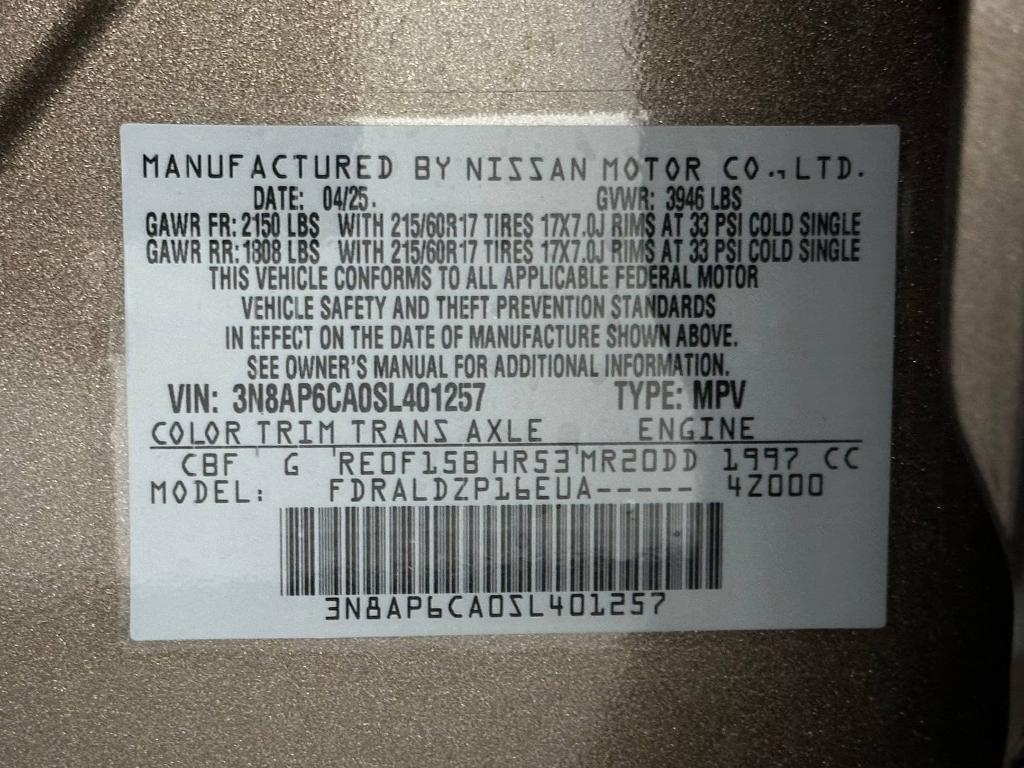 MANUFACTURED BY NISSAN MOTOR CO., LTD.
DATE: 04/25. GVWR: 3946 LBS
GAWR FR: 2150 LBS WITH 215/60R17 TIRES 17X7.0J RIMS AT 33 PSI COLD SINGLE
GAWR RR: 1808 LBS WITH 215/60R17 TIRES 17X7.0J RIMS AT 33 PSI COLD SINGLE
THIS VEHICLE CONFORMS TO ALL APPLICABLE FEDERAL MOTOR
VEHICLE SAFETY AND THEFT PREVENTION STANDARDS
IN EFFECT ON THE DATE OF MANUFACTURE SHOWN ABOVE.
SEE OWNER'S MANUAL FOR ADDITIONAL INFORMATION.
VIN: 3N8AP6CA0SL401257 TYPE: MPV
COLOR TRIM TRANS AXLE ENGINE
CBF ' G 'RE0F15B HR53'MR20DD 1997 CC
MODEL: FDRALDZP16EUA----- 4Z000
3N8AP6CA0SL401257